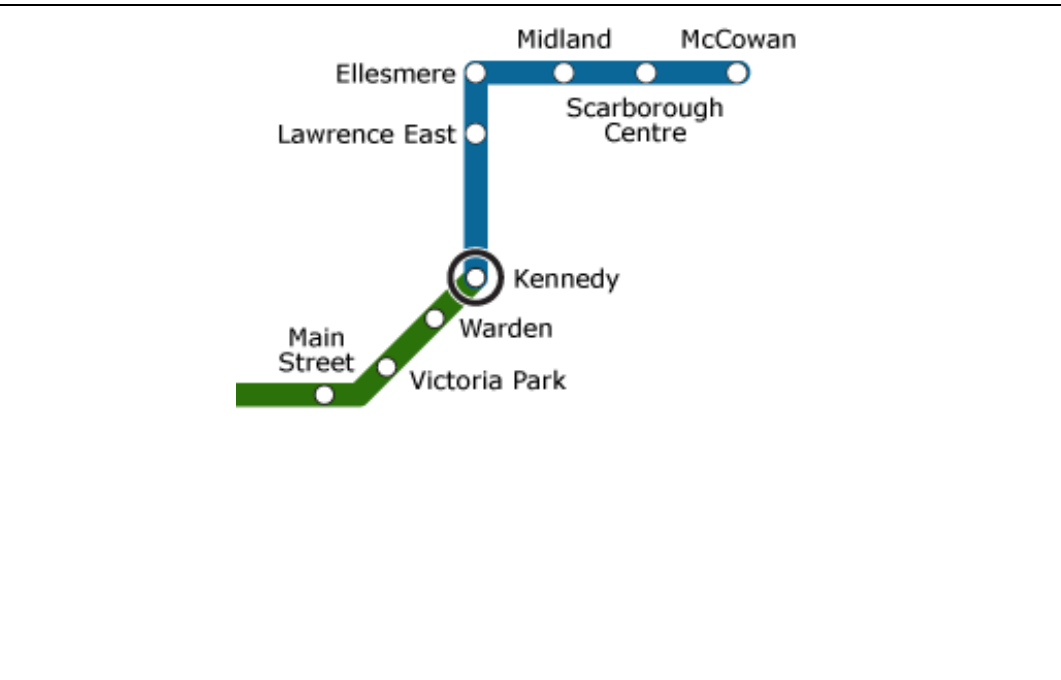 Midland
McCowan
Ellesmere
Scarborough
Centre
Lawrence East
Kennedy
Warden
Main
Street
Victoria Park